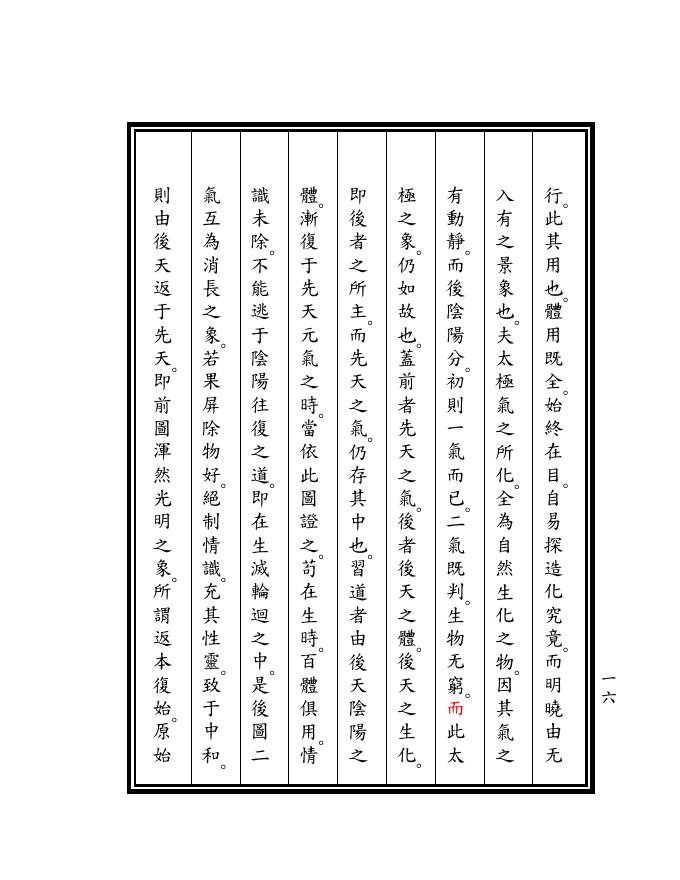 行。此其用也。體用既全。始終在目。自易探造化究竟。而明曉由无
入有之景象也。夫太極氣之所化。全為自然生化之物。因其氣之
有動靜。而後陰陽分。初則一氣而已。二氣既判。生物无窮。而此太
極之象。仍如故也。蓋前者先天之氣。後者後天之體。後天之生化。
即後者之所主。而先天之氣。仍存其中也。習道者由後天陰陽之
體。漸復于先天元氣之時。當依此圖證之。茍在生時。百體俱用。情
識未除。不能逃于陰陽往復之道。即在生滅輪迴之中。是後圖二
氣互為消長之象。若果屏除物好。絕制情識。充其性靈。致于中和。
則由後天返于先天。即前圖渾然光明之象。所謂返本復始。原始
一六